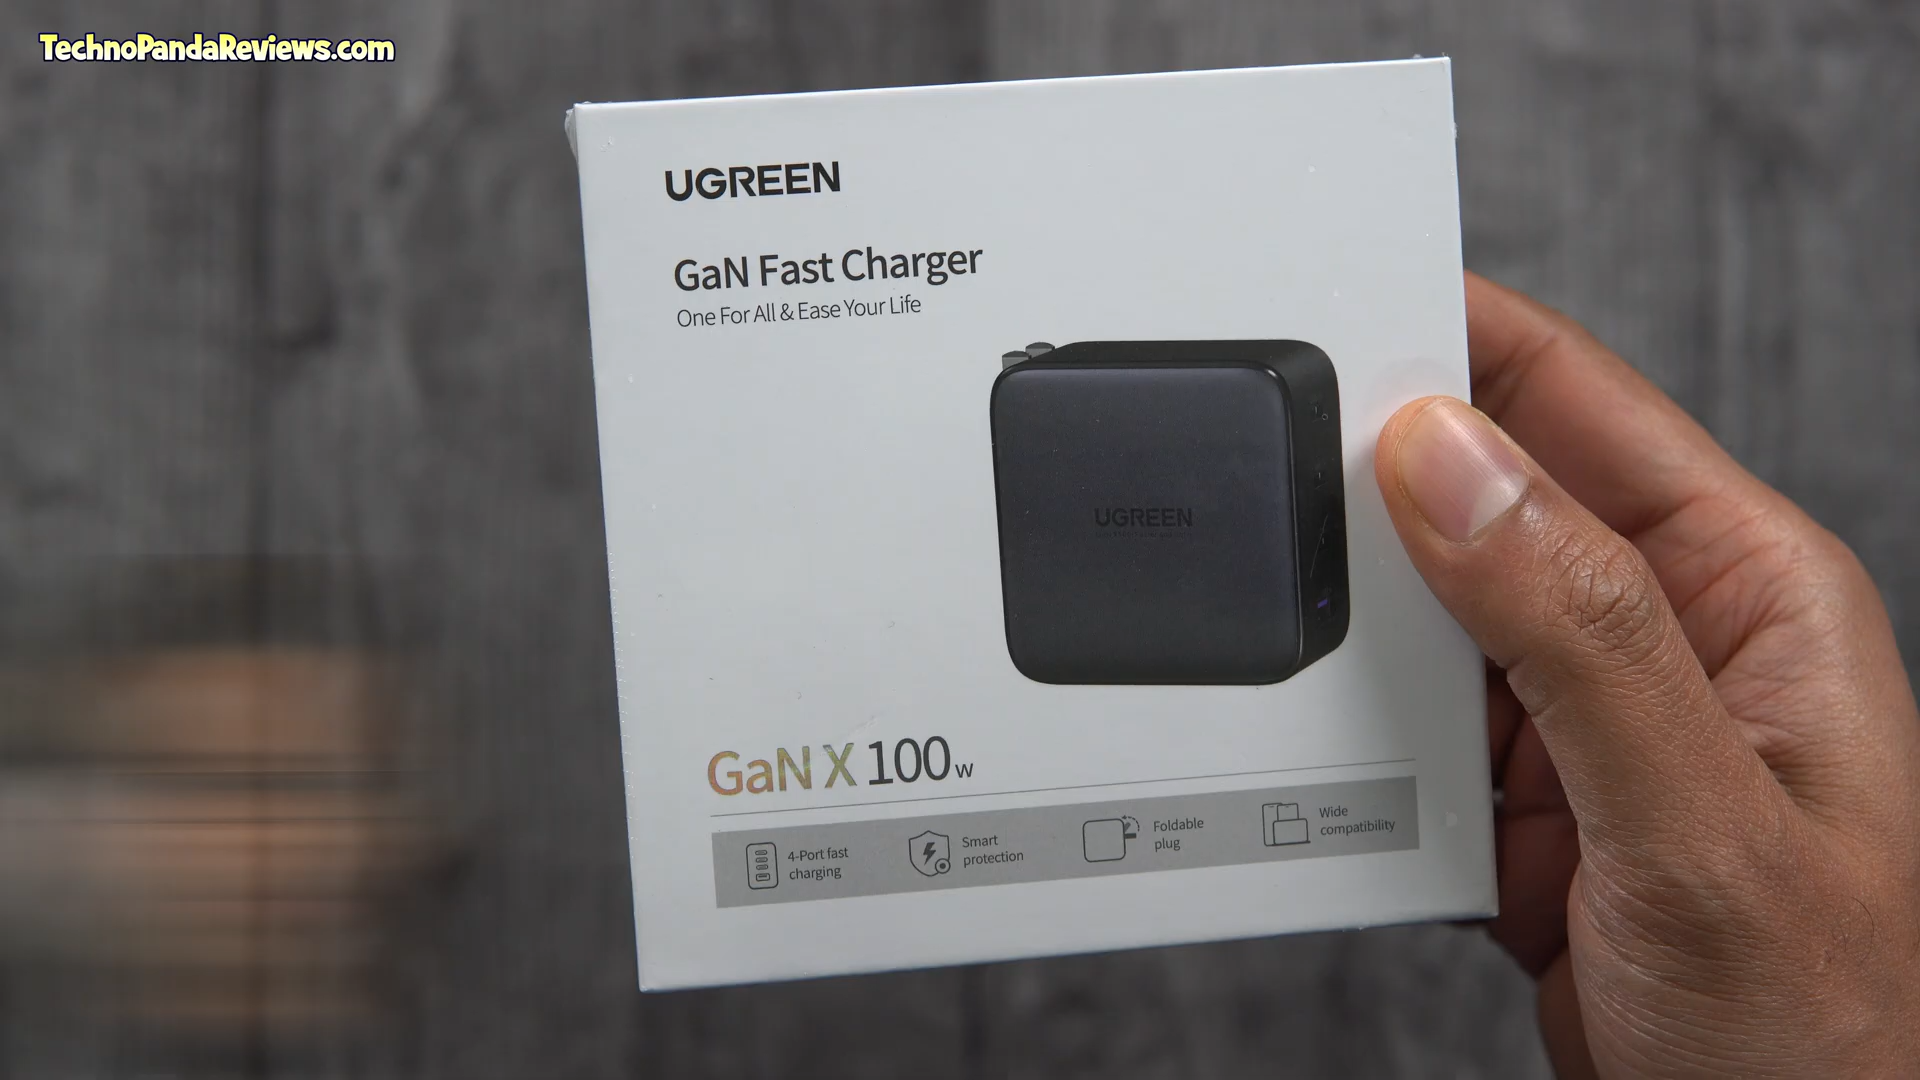 TechnoPandaReviews.com
UGREEN
GaN Fast Charger
One For All & Ease Your Life
UGREEN
GaN X 100w
4-Port fast
charging
Smart
protection
Foldable
plug
Wide
compatibility